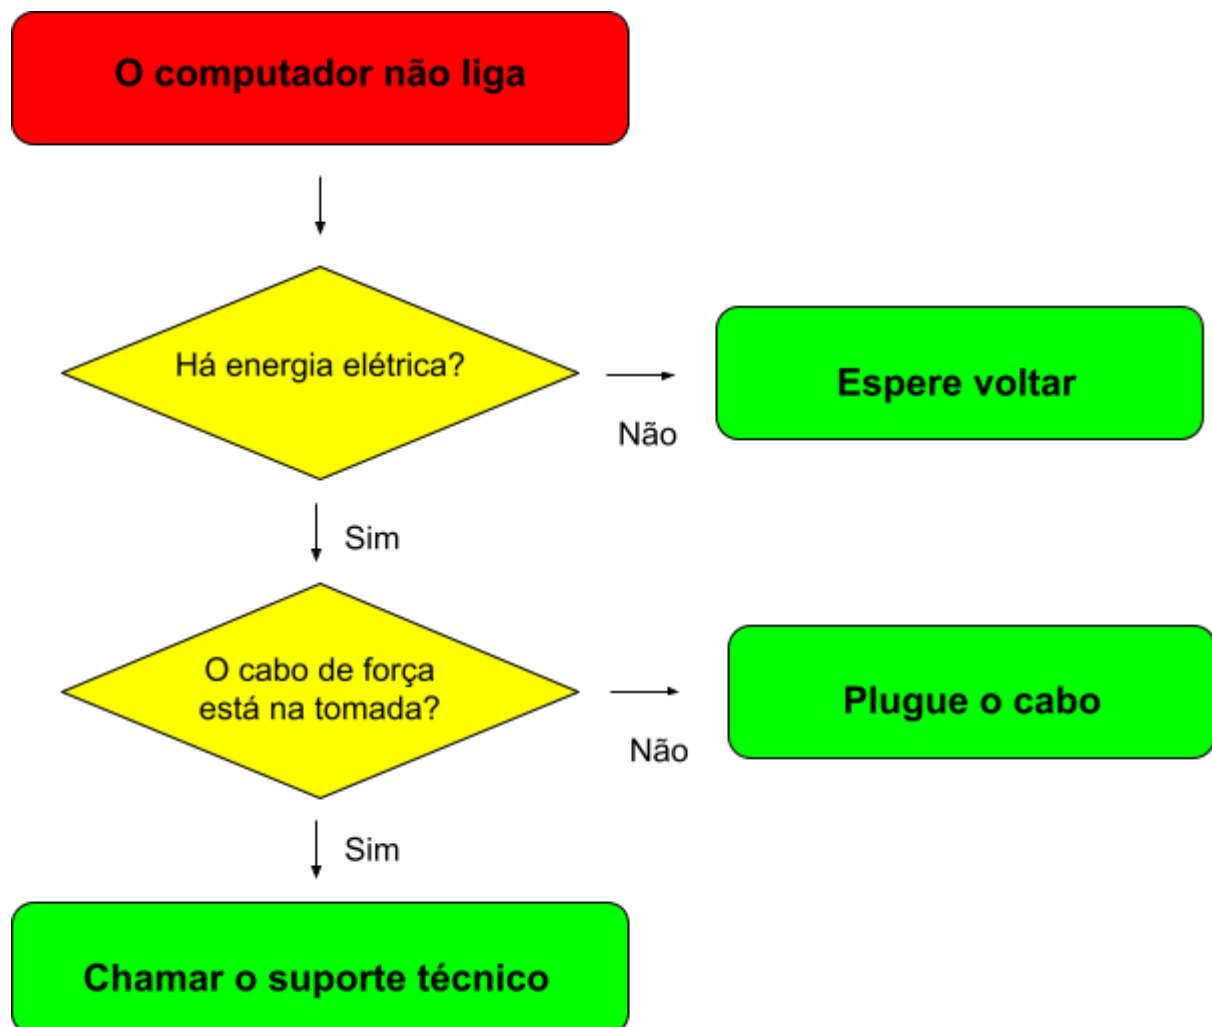 O computador não liga
Há energia elétrica?
Não
Espere voltar
Sim
O cabo de força
está na tomada?
Não
Plugue o cabo
Sim
Chamar o suporte técnico